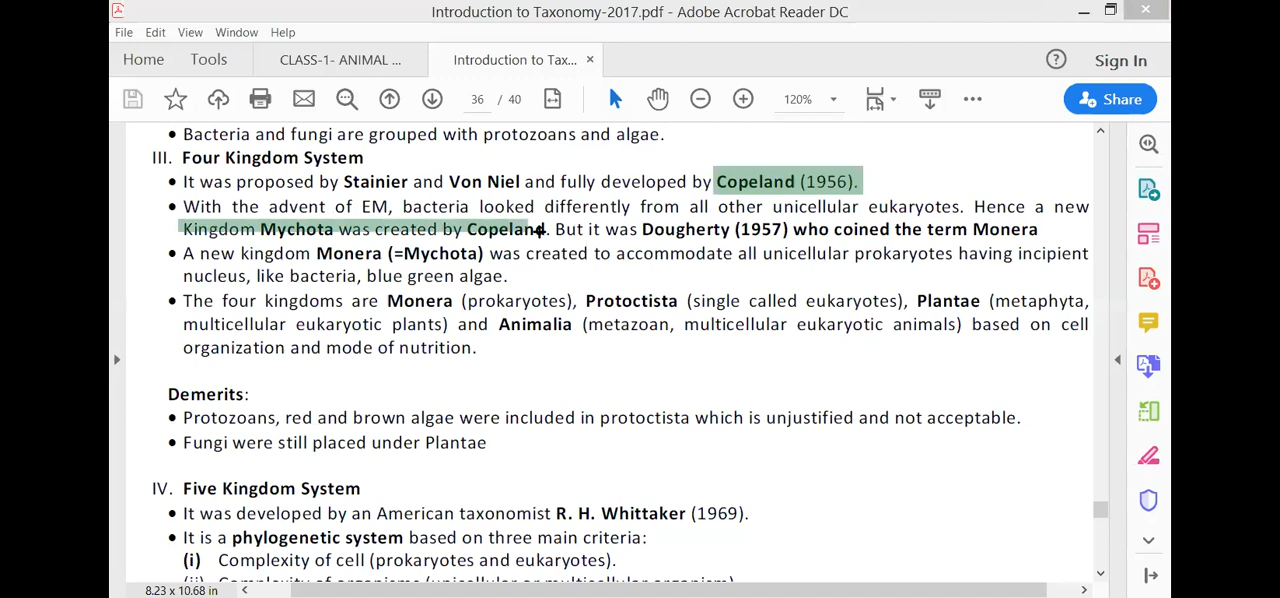 Introduction to Taxonomy-2017.pdf - Adobe Acrobat Reader DC
File Edit View Window Help
Home Tools CLASS-1- ANIMAL ... Introduction to Tax... × ? Sign In
36 / 40 120% Share
• Bacteria and fungi are grouped with protozoans and algae.
III. Four Kingdom System
• It was proposed by Stainier and Von Niel and fully developed by Copeland (1956).
• With the advent of EM, bacteria looked differently from all other unicellular eukaryotes. Hence a new
Kingdom Mychota was created by Copeland. But it was Dougherty (1957) who coined the term Monera
• A new kingdom Monera (=Mychota) was created to accommodate all unicellular prokaryotes having incipient
nucleus, like bacteria, blue green algae.
• The four kingdoms are Monera (prokaryotes), Protoctista (single called eukaryotes), Plantae (metaphyta,
multicellular eukaryotic plants) and Animalia (metazoan, multicellular eukaryotic animals) based on cell
organization and mode of nutrition.
Demerits:
• Protozoans, red and brown algae were included in protoctista which is unjustified and not acceptable.
• Fungi were still placed under Plantae
IV. Five Kingdom System
• It was developed by an American taxonomist R. H. Whittaker (1969).
• It is a phylogenetic system based on three main criteria:
(i) Complexity of cell (prokaryotes and eukaryotes).
(ii) Complexity of organisms (unicellular or multicellular organism)
8.23 x 10.68 in